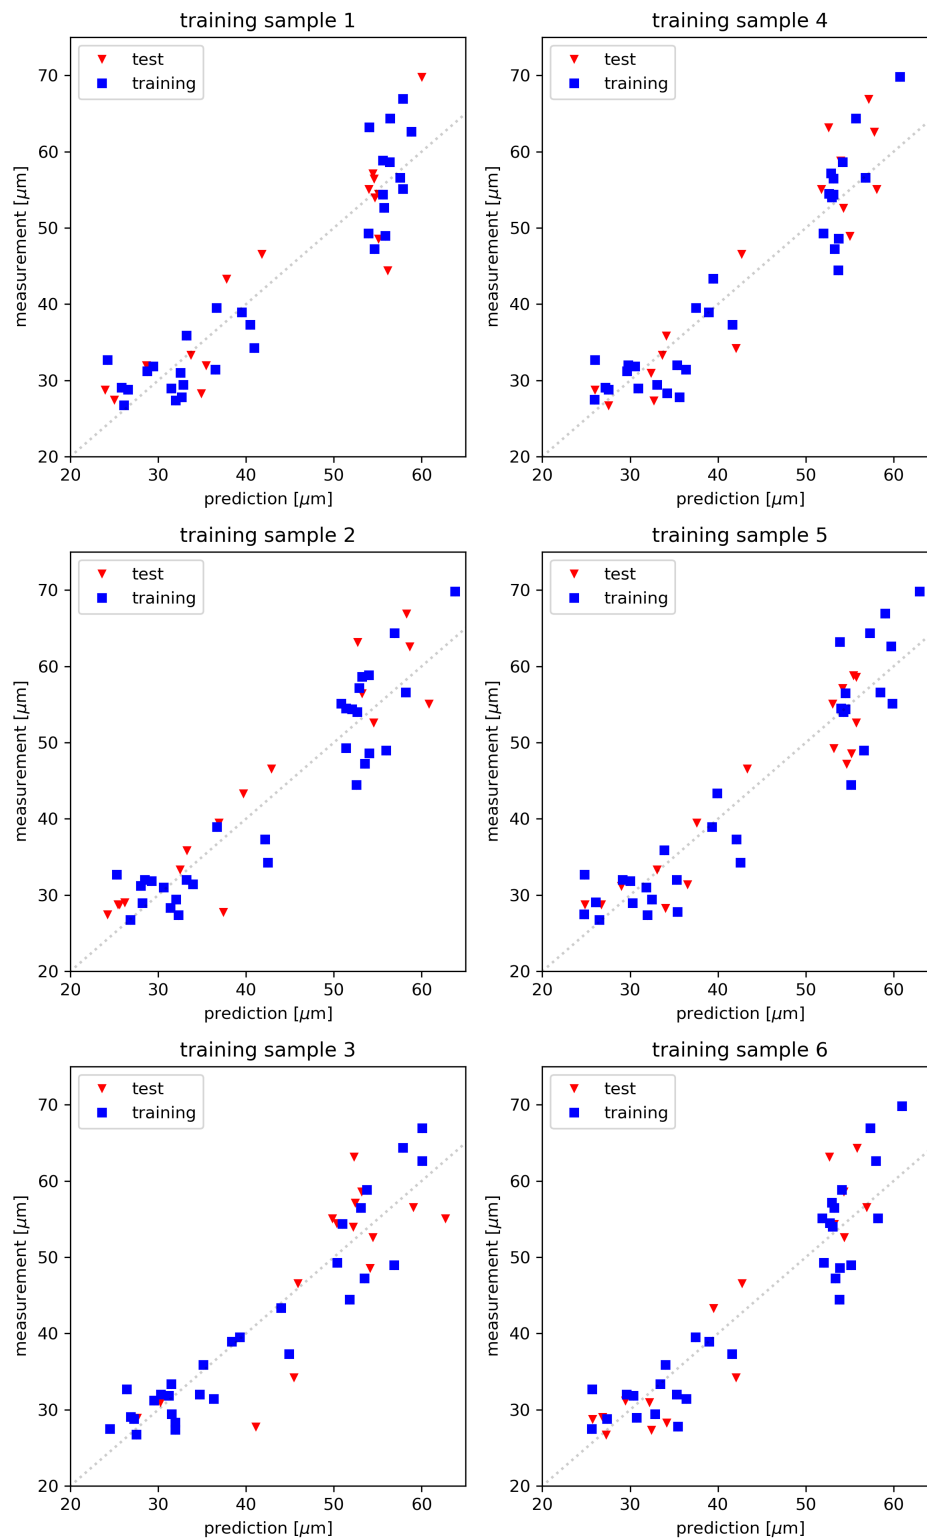 training sample 1
test
training
70
60
50
40
30
20
measurement [μm]
20 30 40 50 60
prediction [μm]
training sample 4
test
training
70
60
50
40
30
20
measurement [μm]
20 30 40 50 60
prediction [μm]
training sample 2
test
training
70
60
50
40
30
20
measurement [μm]
20 30 40 50 60
prediction [μm]
training sample 5
test
training
70
60
50
40
30
20
measurement [μm]
20 30 40 50 60
prediction [μm]
training sample 3
test
training
70
60
50
40
30
20
measurement [μm]
20 30 40 50 60
prediction [μm]
training sample 6
test
training
70
60
50
40
30
20
measurement [μm]
20 30 40 50 60
prediction [μm]